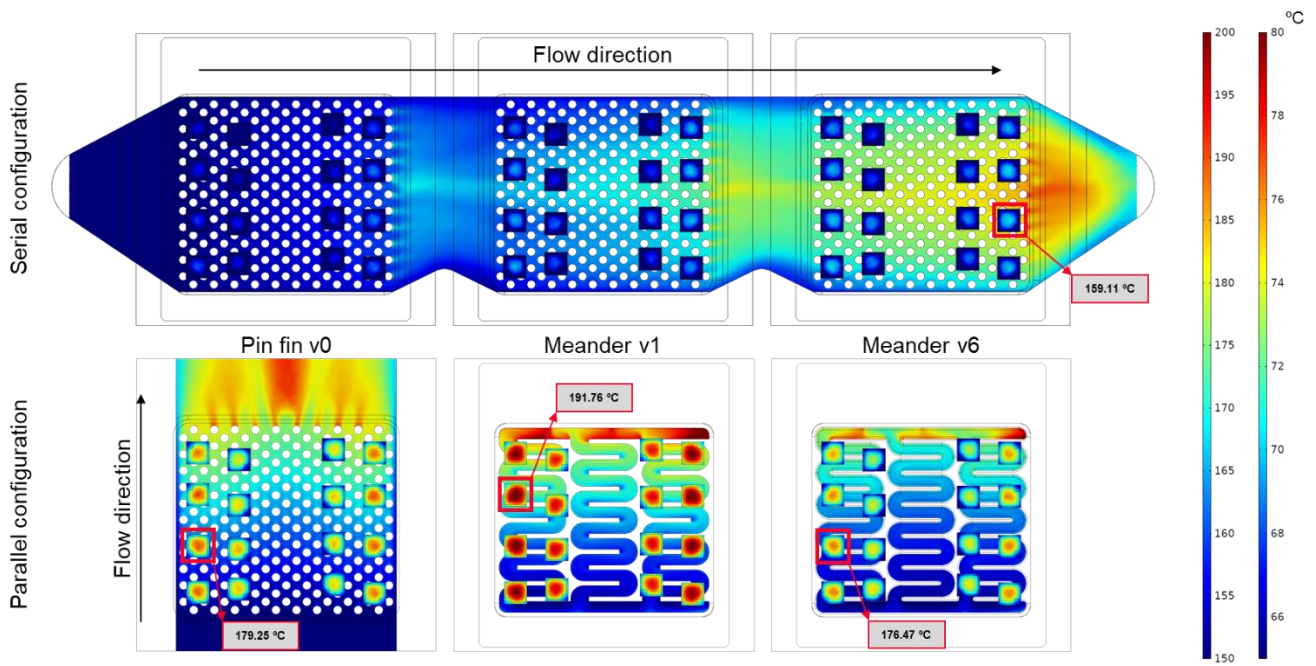 ºC
Serial configuration
Flow direction
159.11 ºC
200
195
190
185
180
175
170
165
160
155
150
80
78
76
74
72
70
68
66
Parallel configuration
Flow direction
Pin fin v0
179.25 ºC
Meander v1
191.76 ºC
Meander v6
176.47 ºC